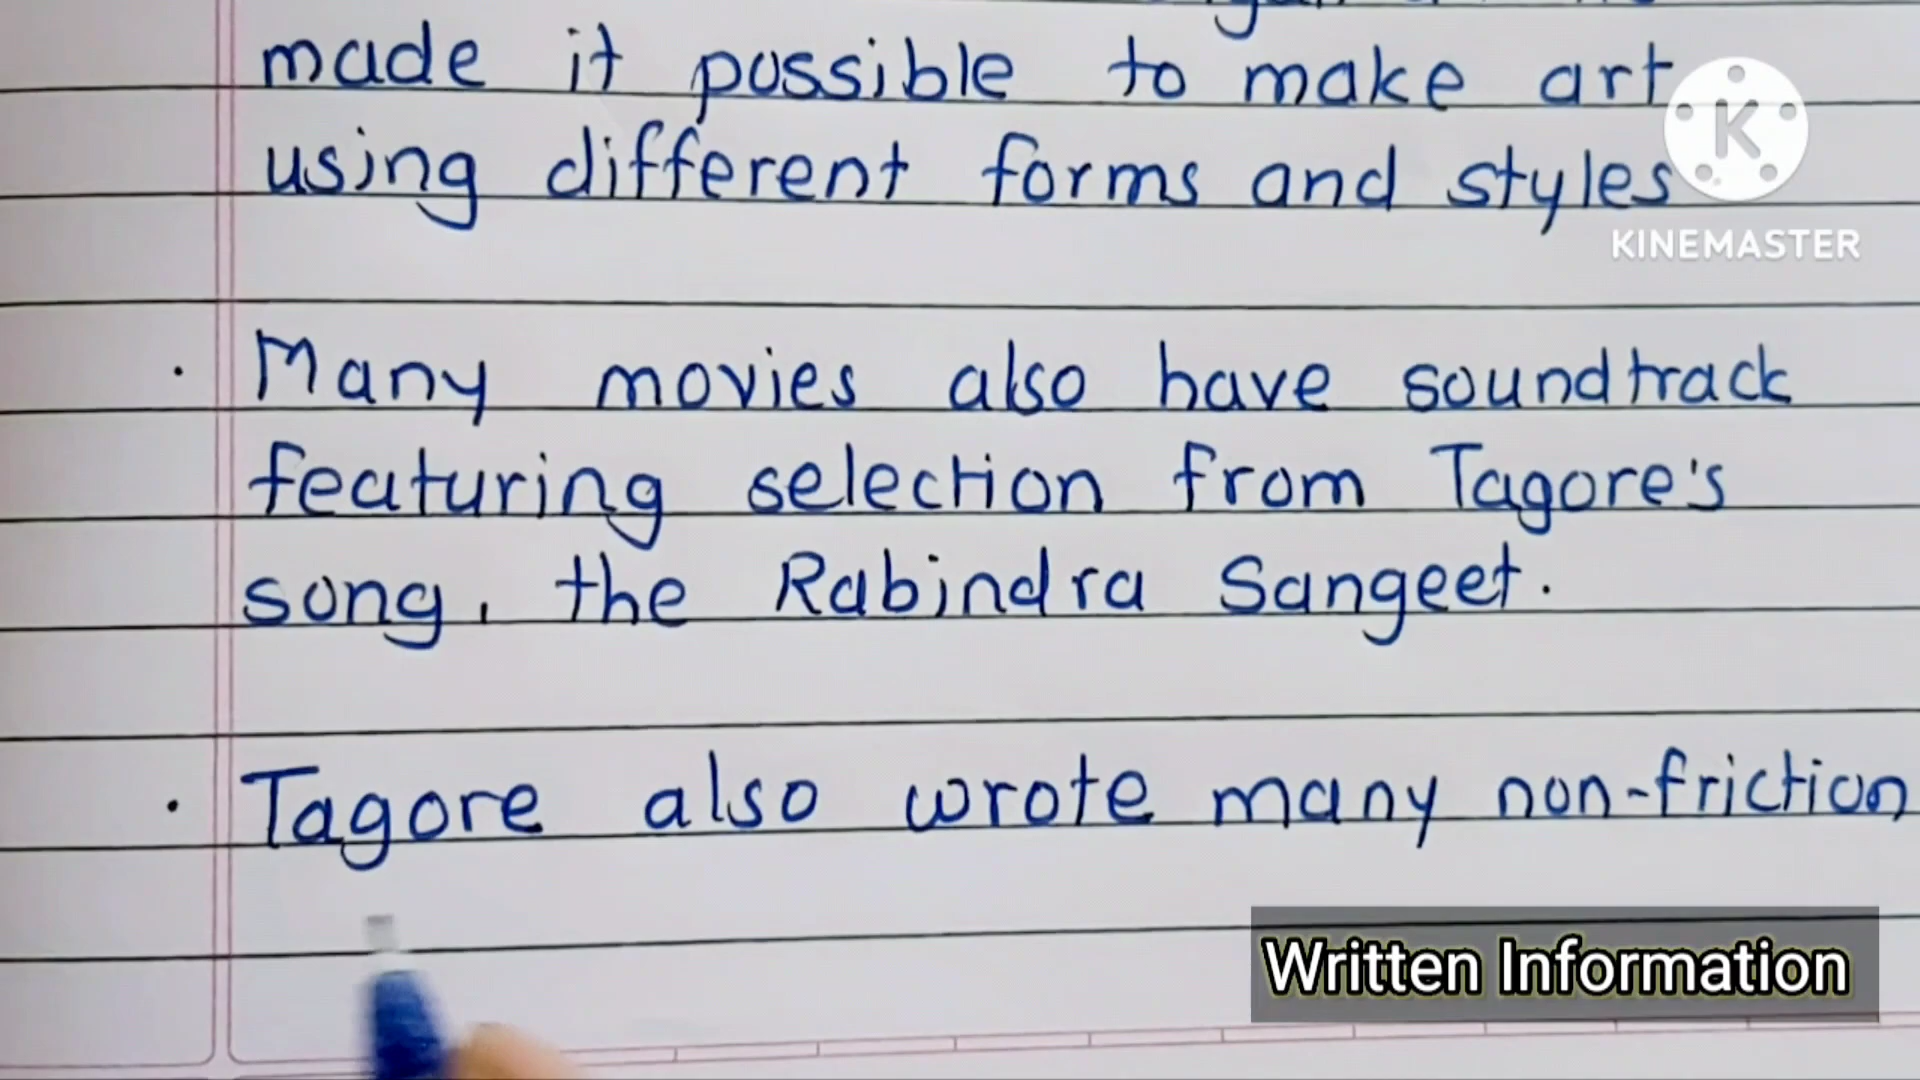 made it possible to make art
using different forms and styles
K
KINEMASTER
. Many movies also have soundtrack
featuring selection from Tagore's
song, the Rabindra Sangeet.
. Tagore also wrote many non-friction
Written Information